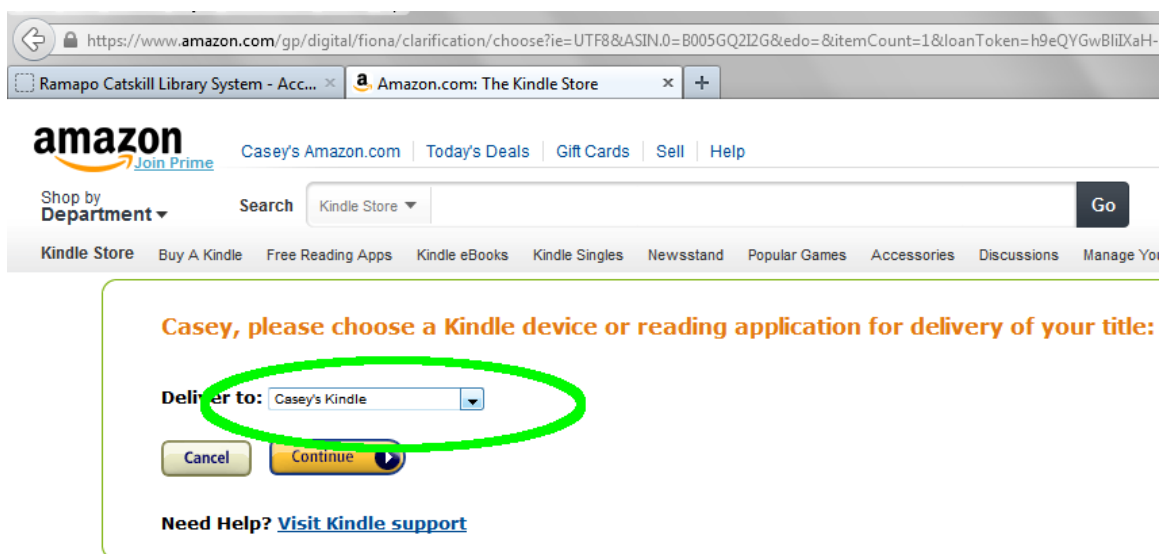 https://www.amazon.com/gp/digital/fiona/clarification/choose?ie=UTF8&ASIN.0=B005GQ2I2G&edo=&itemCount=1&loanToken=h9eQYGwBIiIXaH-
Ramapo Catskill Library System - Acc... × a Amazon.com: The Kindle Store × +
amazon
Join Prime Casey's Amazon.com Today's Deals Gift Cards Sell Help
Shop by
Department Search Kindle Store Go
Kindle Store Buy A Kindle Free Reading Apps Kindle eBooks Kindle Singles Newsstand Popular Games Accessories Discussions Manage You
Casey, please choose a Kindle device or reading application for delivery of your title:
Deliver to: Casey's Kindle
Cancel Continue
Need Help? Visit Kindle support